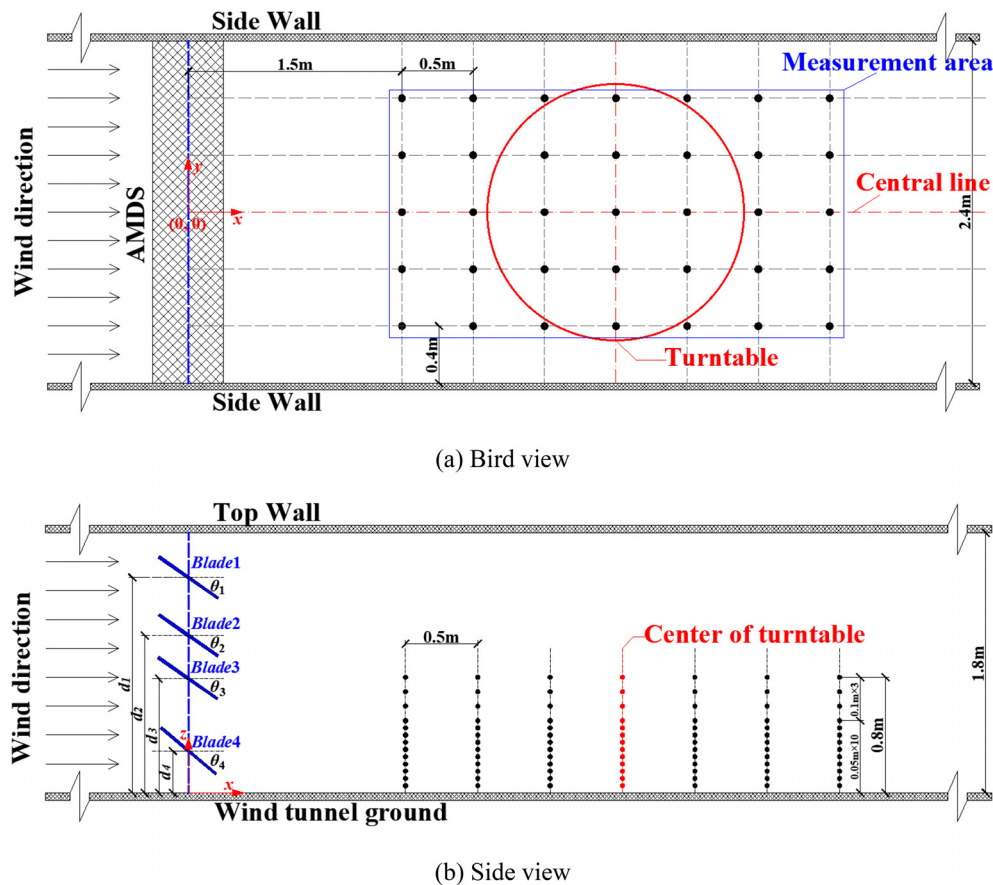 Side Wall
1.5m
0.5m
Measurement area
Wind direction
AMDS
y
(0, 0)
x
Central line
2.4m
0.4m
Turntable
Side Wall
(a) Bird view
Top Wall
Wind direction
Blade1
θ1
Blade2
θ2
Blade3
θ3
Blade4
θ4
d1
d2
d3
d4
z
x
0.5m
Center of turntable
0.1m×3
0.05m×10
0.8m
1.8m
Wind tunnel ground
(b) Side view